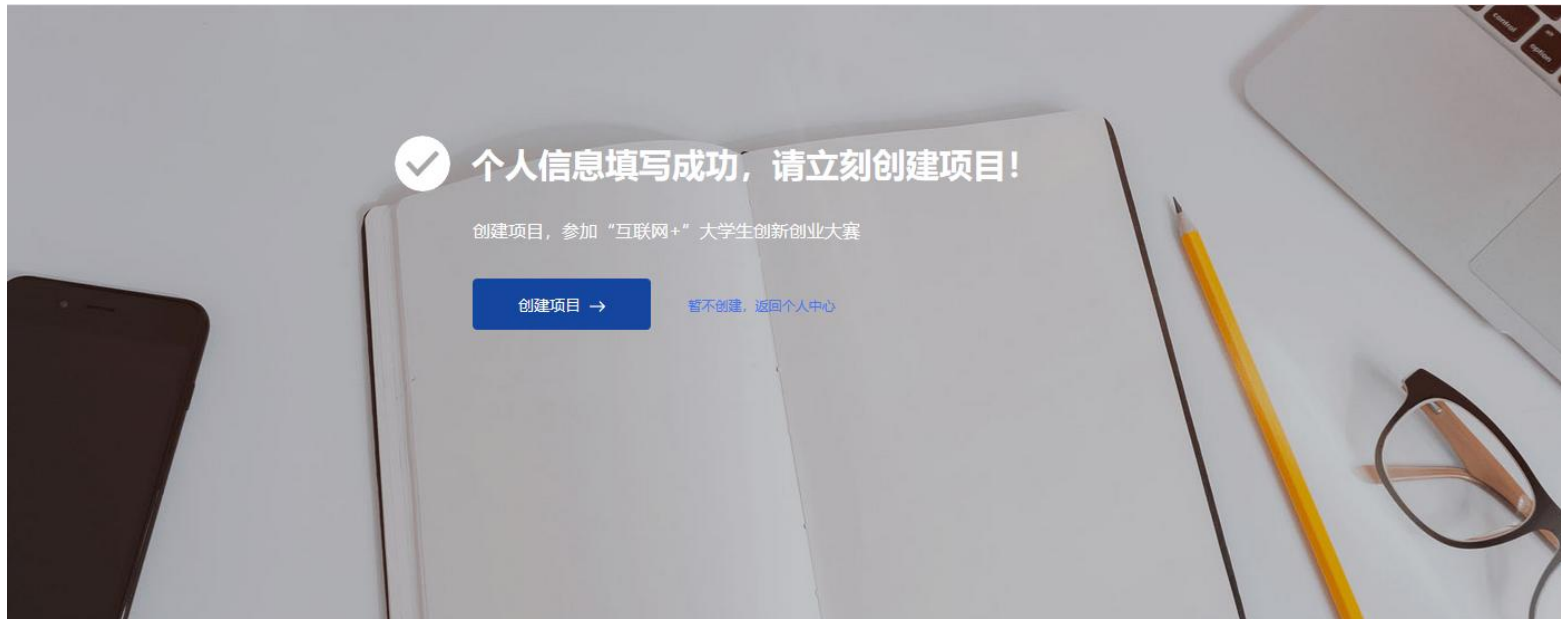 个人信息填写成功，请立刻创建项目！
创建项目，参加“互联网+”大学生创新创业大赛
创建项目 → 暂不创建，返回个人中心
control
option